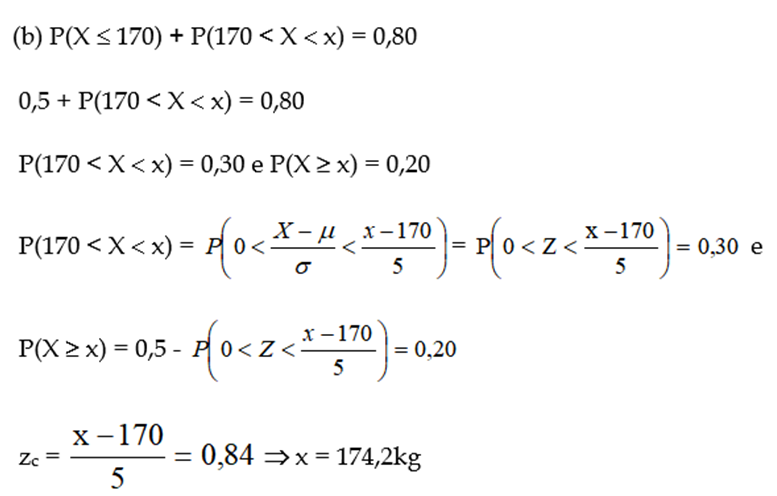 (b) P(X ≤ 170) + P(170 < X < x) = 0,80
0,5 + P(170 < X < x) = 0,80
P(170 < X < x) = 0,30 e P(X ≥ x) = 0,20
P(170 < X < x) = P(0 < (X − μ)/σ < (x − 170)/5) = P(0 < Z < (x − 170)/5) = 0,30 e
P(X ≥ x) = 0,5 - P(0 < Z < (x − 170)/5) = 0,20
zc = (x − 170)/5 = 0,84 ⇒ x = 174,2kg